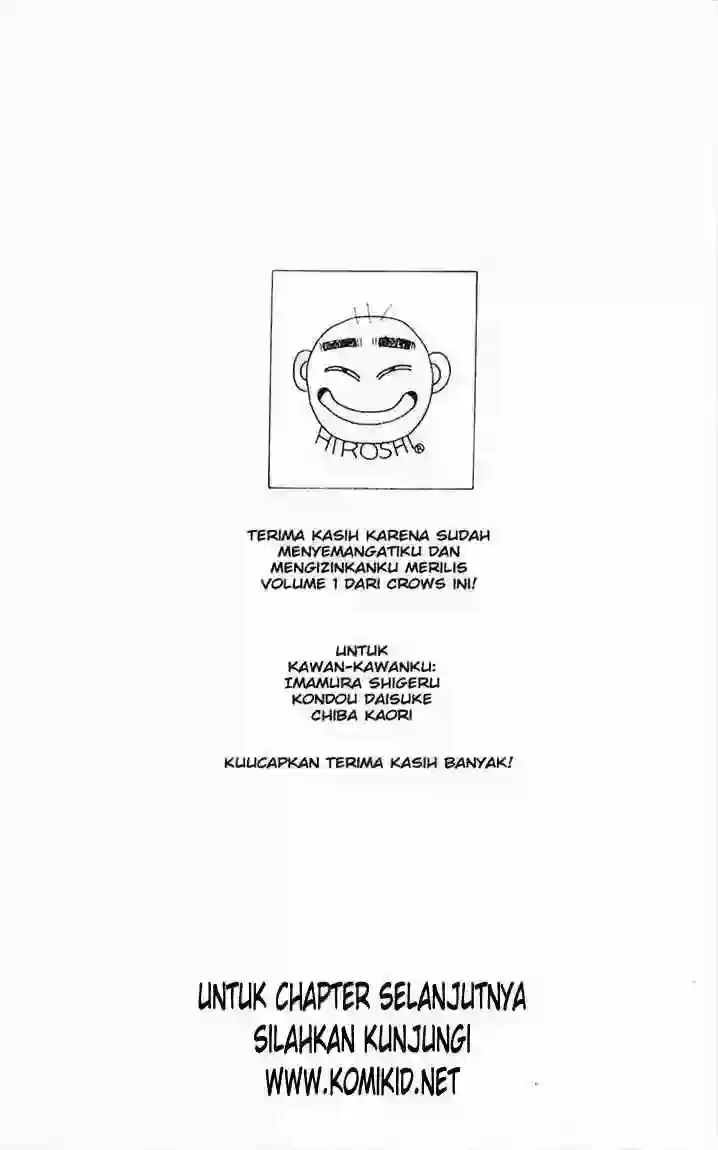 HIROSHI®
TERIMA KASIH KARENA SUDAH
MENYEMANGATIKU DAN
MENGIZINKANKU MERILIS
VOLUME 1 DARI CROWS INI!
UNTUK
KAWAN-KAWANKU:
IMAMURA SHIGERU
KONDOU DAISUKE
CHIBA KAORI
KUUCAPKAN TERIMA KASIH BANYAK!
UNTUK CHAPTER SELANJUTNYA
SILAHKAN KUNJUNGI
WWW.KOMIKID.NET